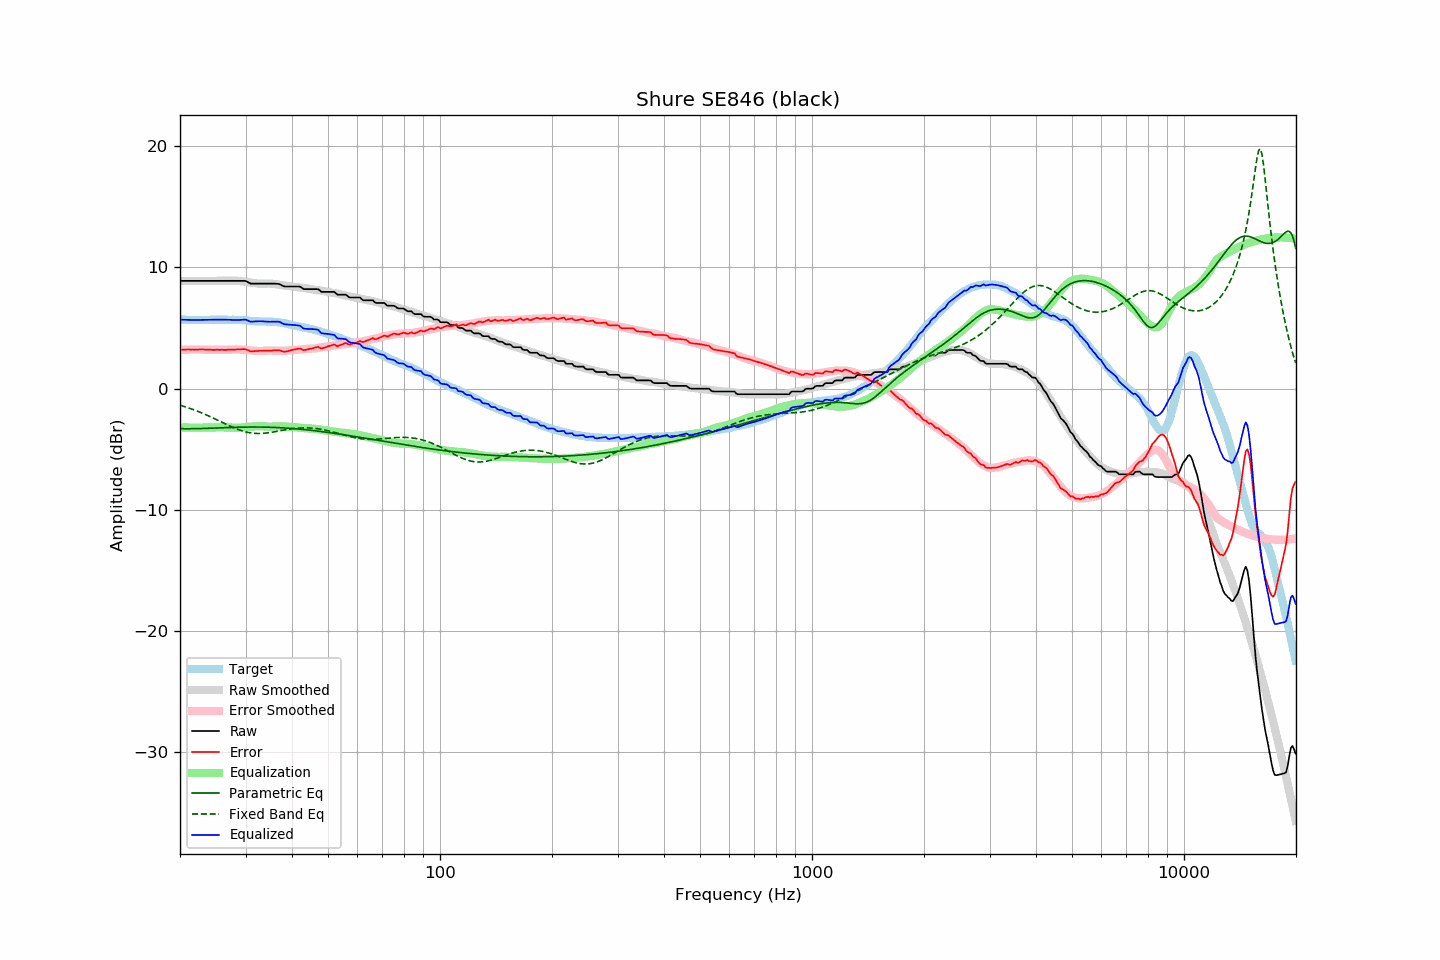 Shure SE846 (black)
Amplitude (dBr)
20
10
0
−10
−20
−30
Target
Raw Smoothed
Error Smoothed
Raw
Error
Equalization
Parametric Eq
Fixed Band Eq
Equalized
100
1000
10000
Frequency (Hz)